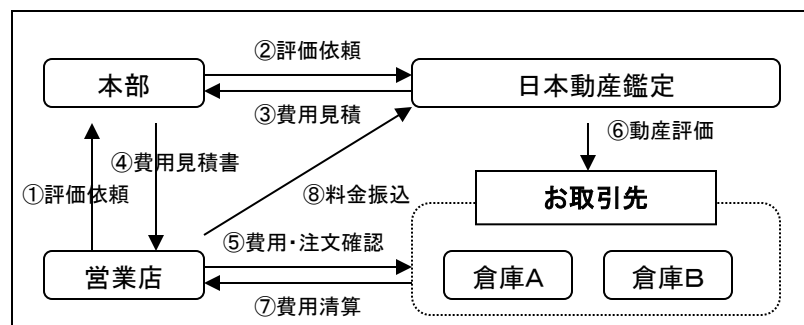 ②評価依頼
本部
日本動産鑑定
③費用見積
⑥動産評価
④費用見積書
①評価依頼
⑧料金振込
お取引先
⑤費用・注文確認
営業店
倉庫A
倉庫B
⑦費用清算